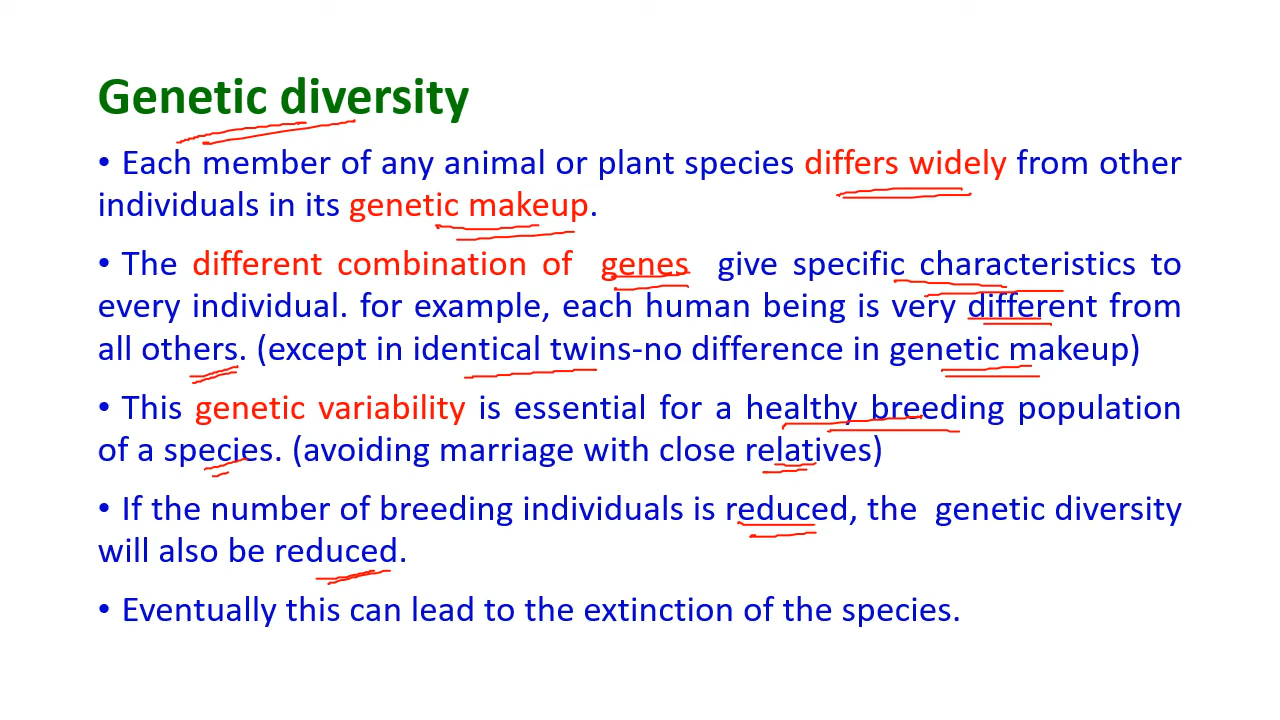 Genetic diversity
• Each member of any animal or plant species differs widely from other
individuals in its genetic makeup.
• The different combination of genes give specific characteristics to
every individual. for example, each human being is very different from
all others. (except in identical twins-no difference in genetic makeup)
• This genetic variability is essential for a healthy breeding population
of a species. (avoiding marriage with close relatives)
• If the number of breeding individuals is reduced, the genetic diversity
will also be reduced.
• Eventually this can lead to the extinction of the species.